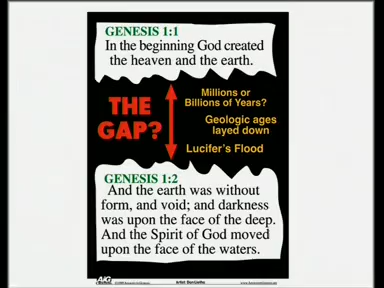 GENESIS 1:1
In the beginning God created
the heaven and the earth.
THE
GAP?
Millions or
Billions of Years?
Geologic ages
layed down
Lucifer's Flood
GENESIS 1:2
And the earth was without
form, and void; and darkness
was upon the face of the deep.
And the Spirit of God moved
upon the face of the waters.
AiG